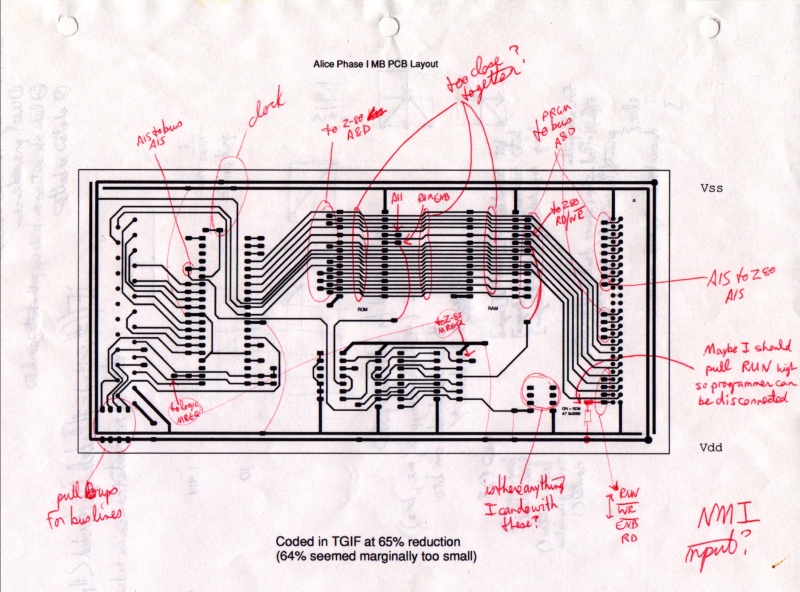 Alice Phase I MB PCB Layout
too close
together?
clock
A15 to bus
A15
to Z-80
A&D
PRGM
to bus
A&D
Vss
A11
ROM ENB
to Z80
RD/WR
A15 to Z80
A15
ROM
RAM
to Z-80
MREQ
Maybe I should
pull RUN high
so programmer can
be disconnected
to logic
MREQ
ON = ROM
AT 0x0000
Vdd
pull ups
for bus lines
is there anything
I can do with
these?
RUN
WR
ENB
RD
NMI
input?
Coded in TGIF at 65% reduction
(64% seemed marginally too small)